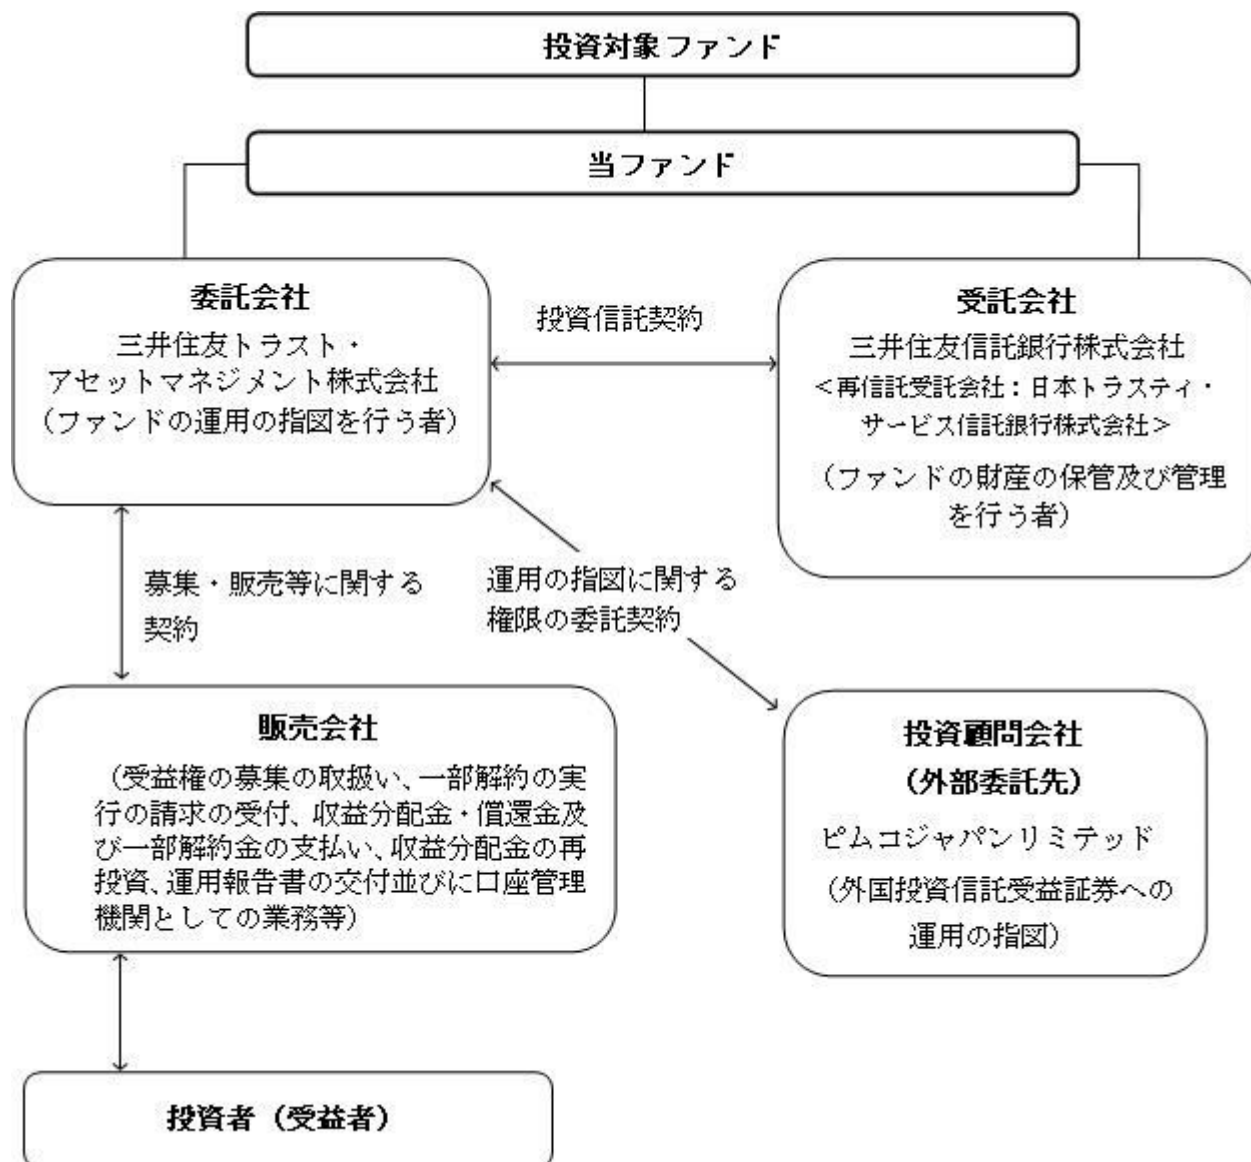 投資対象ファンド
当ファンド
委託会社
三井住友トラスト・
アセットマネジメント株式会社
（ファンドの運用の指図を行う者）
投資信託契約
受託会社
三井住友信託銀行株式会社
＜再信託受託会社：日本トラスティ・
サービス信託銀行株式会社＞
（ファンドの財産の保管及び管理
を行う者）
募集・販売等に関する
契約
運用の指図に関する
権限の委託契約
販売会社
（受益権の募集の取扱い、一部解約の実
行の請求の受付、収益分配金・償還金及
び一部解約金の支払い、収益分配金の再
投資、運用報告書の交付並びに口座管理
機関としての業務等）
投資顧問会社
（外部委託先）
ピムコジャパンリミテッド
（外国投資信託受益証券への
運用の指図）
投資者（受益者）